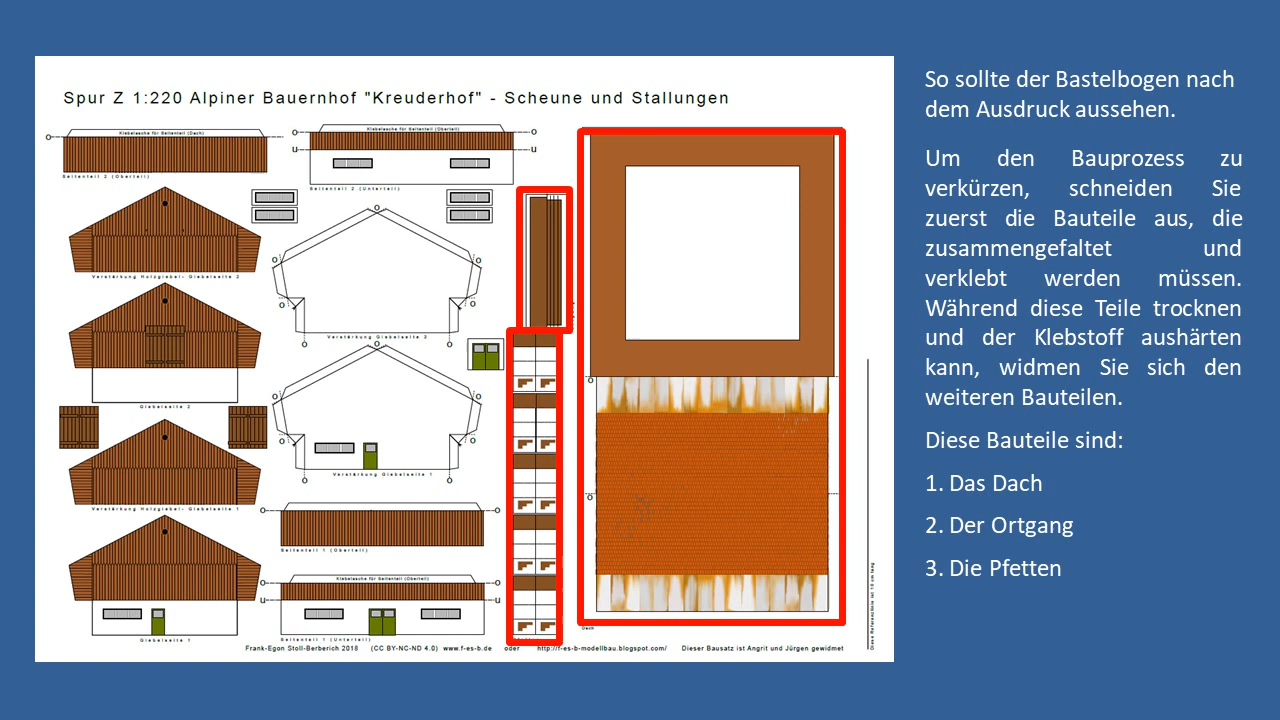 Spur Z 1:220 Alpiner Bauernhof "Kreuderhof" - Scheune und Stallungen
Klebelasche für Seitenteil (Dach)
o
Seitenteil 2 (Oberteil)
Klebelasche für Seitenteil (Oberteil)
o
u
u
Seitenteil 2 (Unterteil)
Verstärkung Holzgiebel- Giebelseite 2
o
o
o
o
o
Verstärkung Giebelseite 2
Giebelseite 2
o
o
o
o
o
Verstärkung Giebelseite 1
Verstärkung Holzgiebel- Giebelseite 1
o
o
Seitenteil 1 (Oberteil)
Klebelasche für Seitenteil (Oberteil)
o
o
u
u
Seitenteil 1 (Unterteil)
Giebelseite 1
o
o
Dach
Diese Referenzlinie ist 10 cm lang
Frank-Egon Stoll-Berberich 2018 (CC BY-NC-ND 4.0) www.f-es-b.de oder http://f-es-b-modellbau.blogspot.com/ Dieser Bausatz ist Angrit und Jürgen gewidmet
So sollte der Bastelbogen nach
dem Ausdruck aussehen.
Um den Bauprozess zu
verkürzen, schneiden Sie
zuerst die Bauteile aus, die
zusammengefaltet und
verklebt werden müssen.
Während diese Teile trocknen
und der Klebstoff aushärten
kann, widmen Sie sich den
weiteren Bauteilen.
Diese Bauteile sind:
1. Das Dach
2. Der Ortgang
3. Die Pfetten